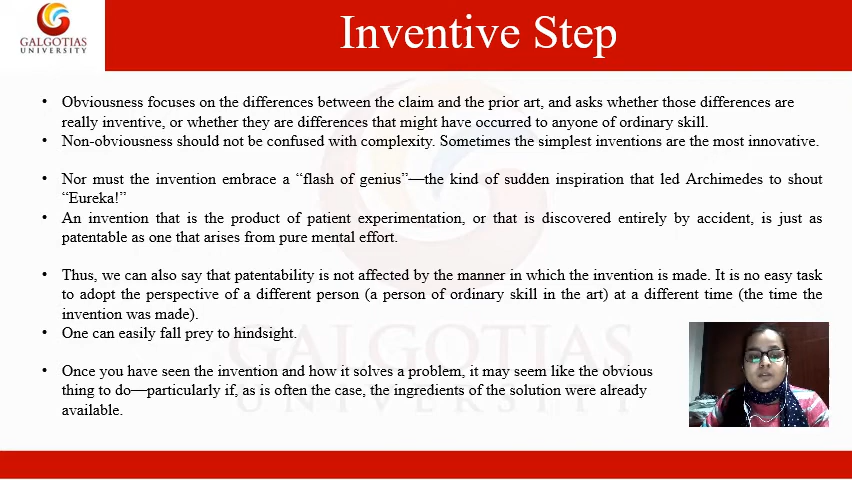 GALGOTIAS
UNIVERSITY
Inventive Step
• Obviousness focuses on the differences between the claim and the prior art, and asks whether those differences are
really inventive, or whether they are differences that might have occurred to anyone of ordinary skill.
• Non-obviousness should not be confused with complexity. Sometimes the simplest inventions are the most innovative.
• Nor must the invention embrace a “flash of genius”—the kind of sudden inspiration that led Archimedes to shout
“Eureka!”
• An invention that is the product of patient experimentation, or that is discovered entirely by accident, is just as
patentable as one that arises from pure mental effort.
• Thus, we can also say that patentability is not affected by the manner in which the invention is made. It is no easy task
to adopt the perspective of a different person (a person of ordinary skill in the art) at a different time (the time the
invention was made).
• One can easily fall prey to hindsight.
• Once you have seen the invention and how it solves a problem, it may seem like the obvious
thing to do—particularly if, as is often the case, the ingredients of the solution were already
available.
GALGOTIAS
UNIVERSITY